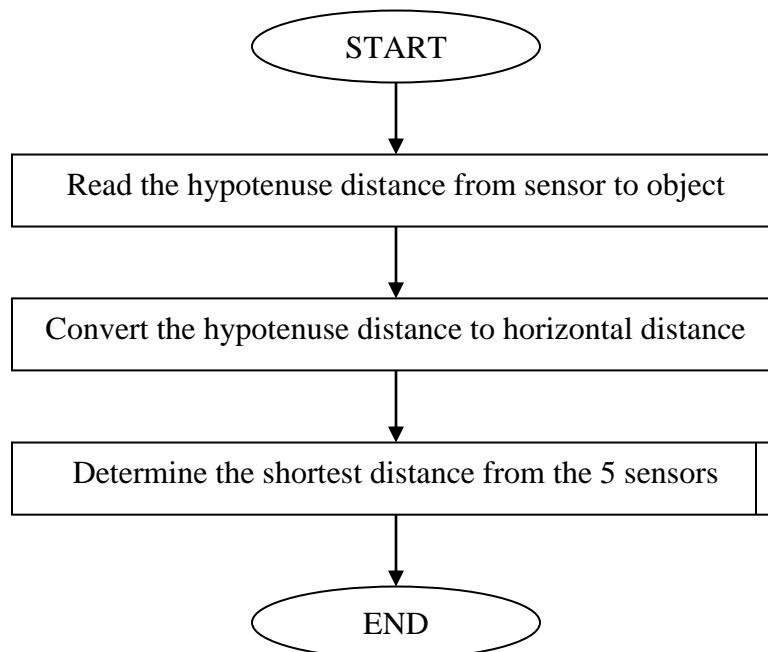 START
Read the hypotenuse distance from sensor to object
Convert the hypotenuse distance to horizontal distance
Determine the shortest distance from the 5 sensors
END